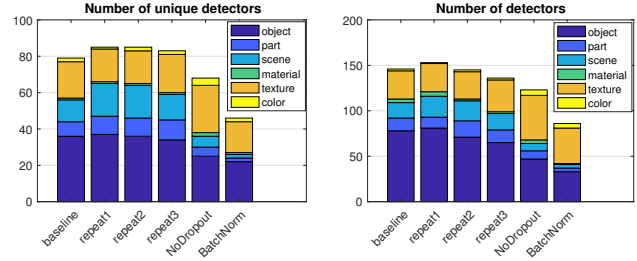 Number of unique detectors
100
80
60
40
20
0
object
part
scene
material
texture
color
baseline
repeat1
repeat2
repeat3
NoDropout
BatchNorm
Number of detectors
200
150
100
50
0
object
part
scene
material
texture
color
baseline
repeat1
repeat2
repeat3
NoDropout
BatchNorm